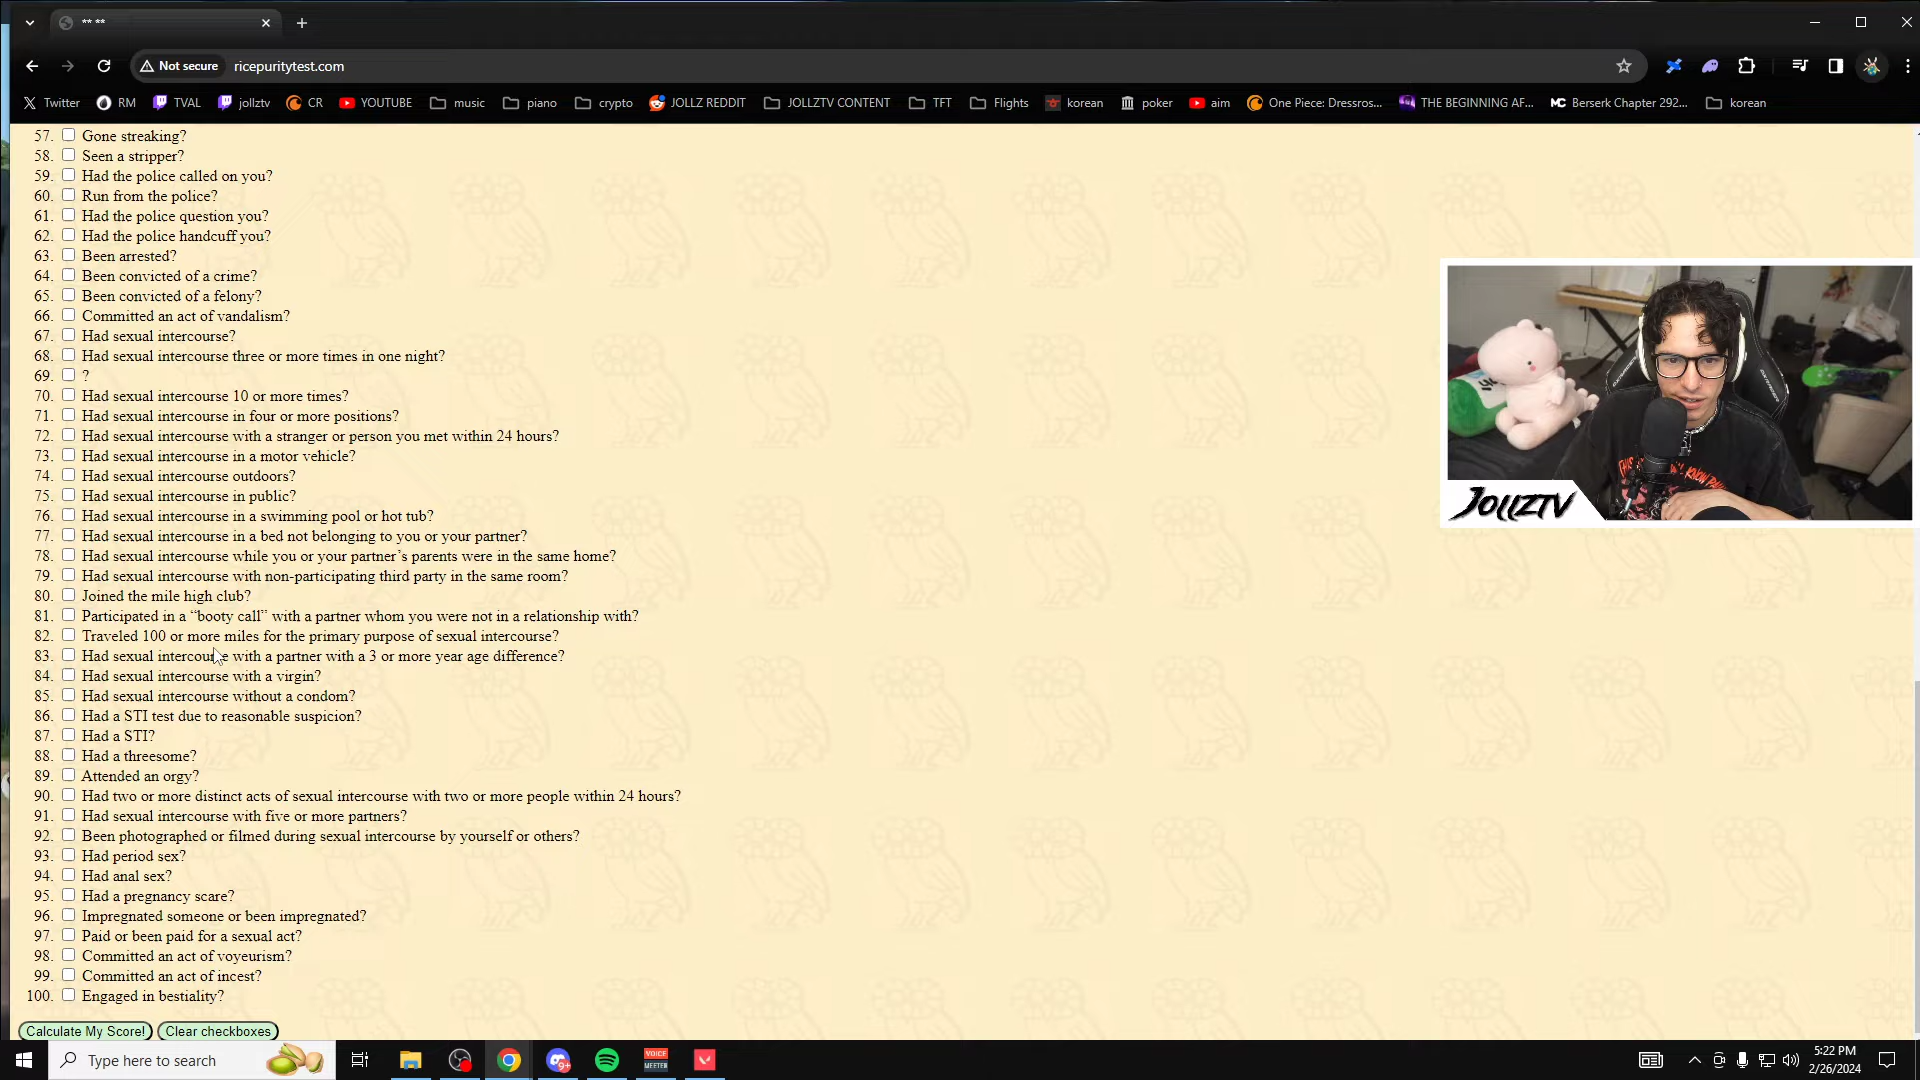 ** **
Not secure ricepuritytest.com
Twitter RM TVAL jollztv CR YOUTUBE music piano crypto JOLLZ REDDIT JOLLZTV CONTENT TFT Flights korean poker aim One Piece: Dressros... THE BEGINNING AF... MC Berserk Chapter 292... korean
57. Gone streaking?
58. Seen a stripper?
59. Had the police called on you?
60. Run from the police?
61. Had the police question you?
62. Had the police handcuff you?
63. Been arrested?
64. Been convicted of a crime?
65. Been convicted of a felony?
66. Committed an act of vandalism?
67. Had sexual intercourse?
68. Had sexual intercourse three or more times in one night?
69. ?
70. Had sexual intercourse 10 or more times?
71. Had sexual intercourse in four or more positions?
72. Had sexual intercourse with a stranger or person you met within 24 hours?
73. Had sexual intercourse in a motor vehicle?
74. Had sexual intercourse outdoors?
75. Had sexual intercourse in public?
76. Had sexual intercourse in a swimming pool or hot tub?
77. Had sexual intercourse in a bed not belonging to you or your partner?
78. Had sexual intercourse while you or your partner’s parents were in the same home?
79. Had sexual intercourse with non-participating third party in the same room?
80. Joined the mile high club?
81. Participated in a “booty call” with a partner whom you were not in a relationship with?
82. Traveled 100 or more miles for the primary purpose of sexual intercourse?
83. Had sexual intercourse with a partner with a 3 or more year age difference?
84. Had sexual intercourse with a virgin?
85. Had sexual intercourse without a condom?
86. Had a STI test due to reasonable suspicion?
87. Had a STI?
88. Had a threesome?
89. Attended an orgy?
90. Had two or more distinct acts of sexual intercourse with two or more people within 24 hours?
91. Had sexual intercourse with five or more partners?
92. Been photographed or filmed during sexual intercourse by yourself or others?
93. Had period sex?
94. Had anal sex?
95. Had a pregnancy scare?
96. Impregnated someone or been impregnated?
97. Paid or been paid for a sexual act?
98. Committed an act of voyeurism?
99. Committed an act of incest?
100. Engaged in bestiality?
Calculate My Score! Clear checkboxes
JOLLZTV
Type here to search
9+
VOICE
MEETER
5:22 PM
2/26/2024